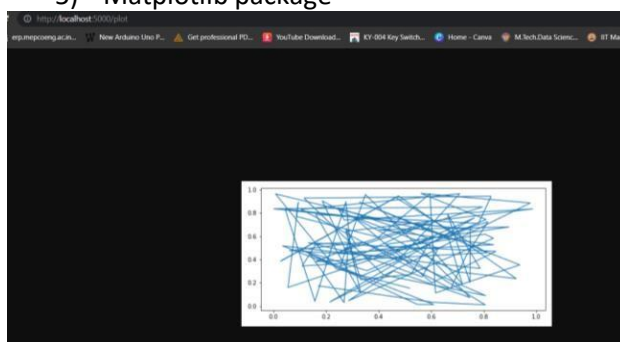 Matplotlib package
http://localhost:5000/plot
erp.mepcoeng.ac.in... New Arduino Uno P... Get professional PD... YouTube Download... KY-004 Key Switch... Home - Canva M.Tech.Data Scienc... IIT Ma
1.0
0.8
0.6
0.4
0.2
0.0
0.0 0.2 0.4 0.6 0.8 1.0